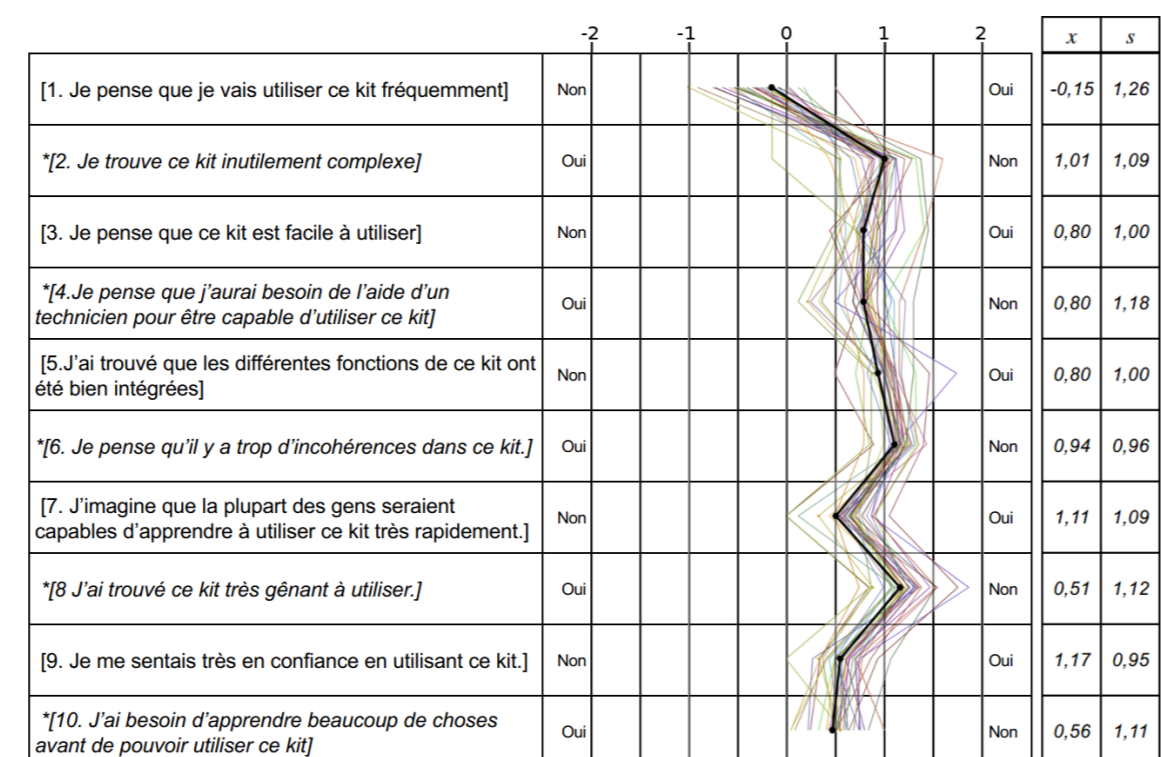 -2 -1 0 1 2 x s
[1. Je pense que je vais utiliser ce kit fréquemment] Non Oui -0,15 1,26
*[2. Je trouve ce kit inutilement complexe] Oui Non 1,01 1,09
[3. Je pense que ce kit est facile à utiliser] Non Oui 0,80 1,00
*[4.Je pense que j’aurai besoin de l’aide d’un
technicien pour être capable d’utiliser ce kit] Oui Non 0,80 1,18
[5.J’ai trouvé que les différentes fonctions de ce kit ont
été bien intégrées] Non Oui 0,80 1,00
*[6. Je pense qu’il y a trop d’incohérences dans ce kit.] Oui Non 0,94 0,96
[7. J’imagine que la plupart des gens seraient
capables d’apprendre à utiliser ce kit très rapidement.] Non Oui 1,11 1,09
*[8 J’ai trouvé ce kit très gênant à utiliser.] Oui Non 0,51 1,12
[9. Je me sentais très en confiance en utilisant ce kit.] Non Oui 1,17 0,95
*[10. J’ai besoin d’apprendre beaucoup de choses
avant de pouvoir utiliser ce kit] Oui Non 0,56 1,11